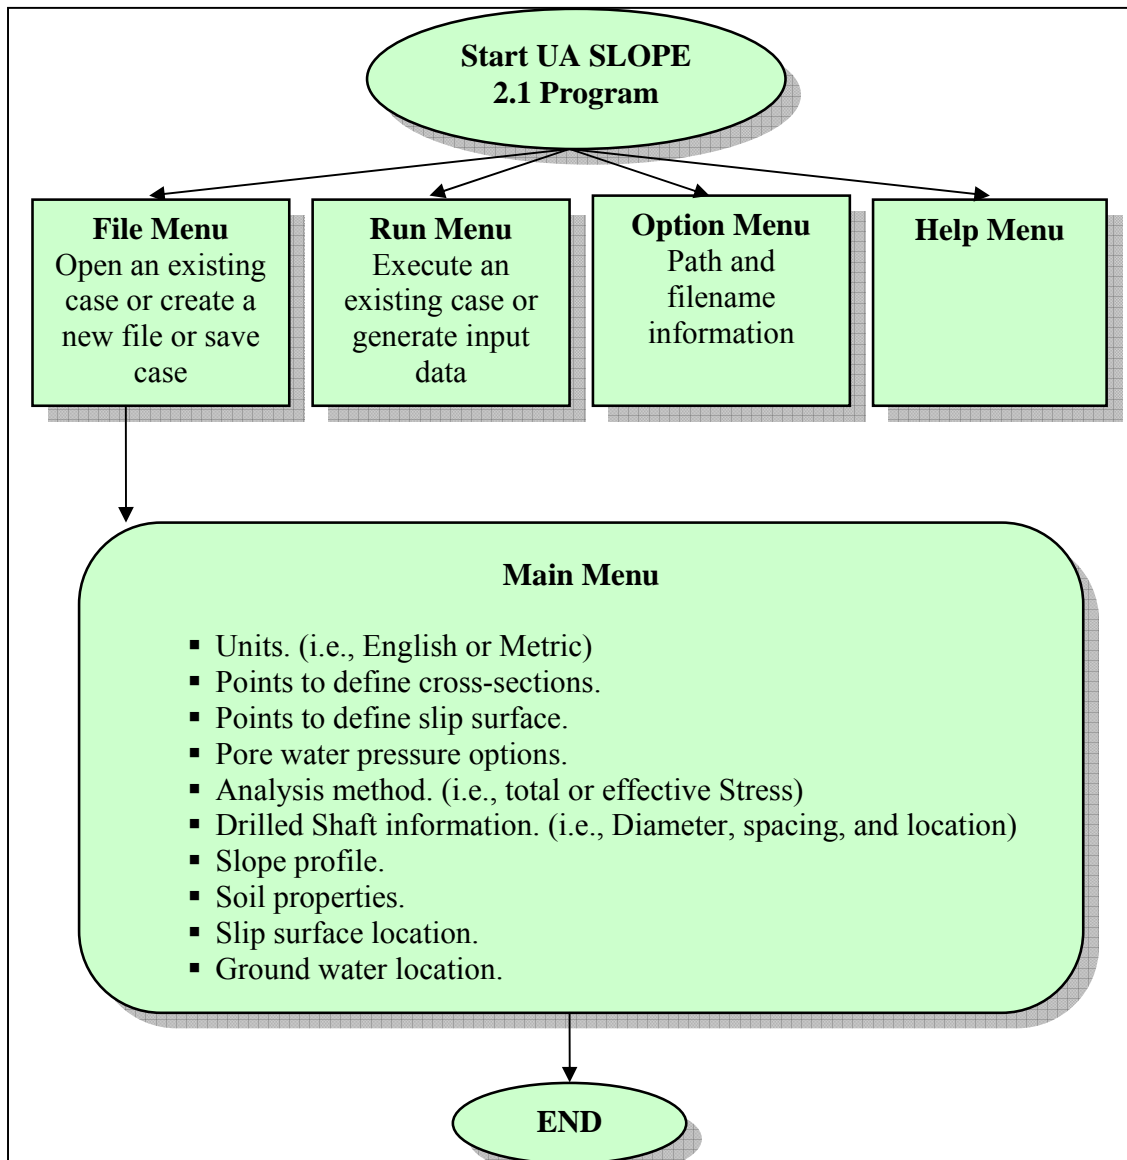 Start UA SLOPE
2.1 Program
File Menu
Open an existing
case or create a
new file or save
case
Run Menu
Execute an
existing case or
generate input
data
Option Menu
Path and
filename
information
Help Menu
Main Menu
▪ Units. (i.e., English or Metric)
▪ Points to define cross-sections.
▪ Points to define slip surface.
▪ Pore water pressure options.
▪ Analysis method. (i.e., total or effective Stress)
▪ Drilled Shaft information. (i.e., Diameter, spacing, and location)
▪ Slope profile.
▪ Soil properties.
▪ Slip surface location.
▪ Ground water location.
END